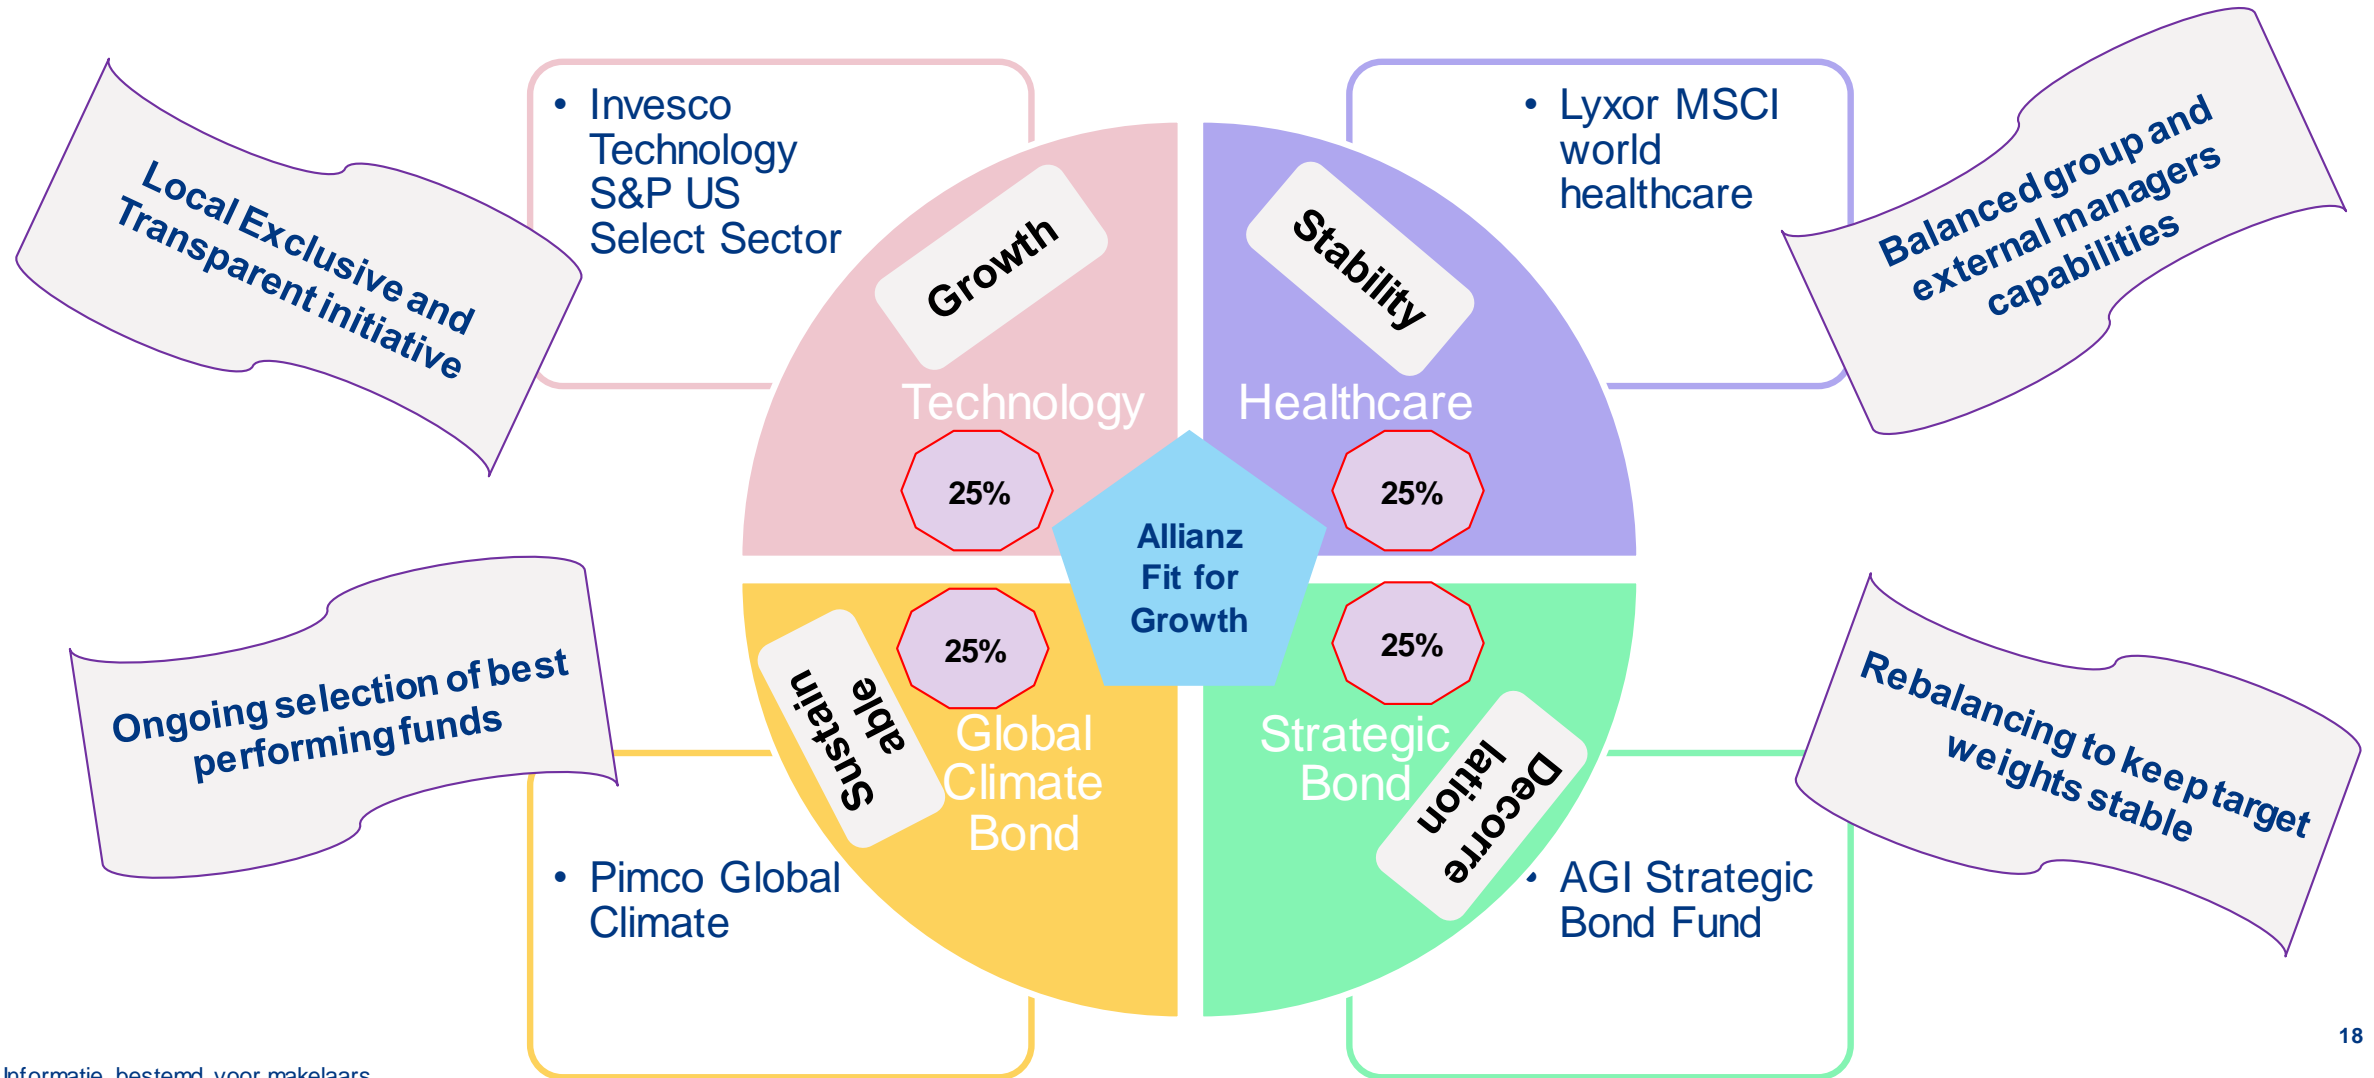 Local Exclusive and
Transparent initiative
• Invesco
Technology
S&P US
Select Sector
Growth
Technology
25%
Stability
Healthcare
25%
• Lyxor MSCI
world
healthcare
Balanced group and
external managers
capabilities
Allianz
Fit for
Growth
Ongoing selection of best
performing funds
25%
Sustain
able
Global
Climate
Bond
• Pimco Global
Climate
25%
Strategic
Bond
Decorre
lation
• AGI Strategic
Bond Fund
Rebalancing to keep target
weights stable
18
Informatie bestemd voor makelaars